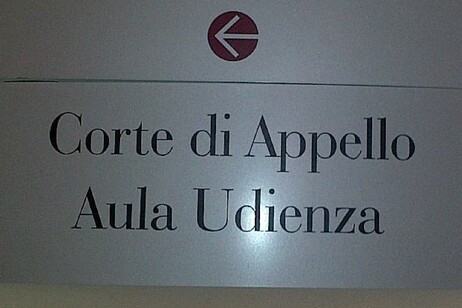 Corte di Appello
Aula Udienza